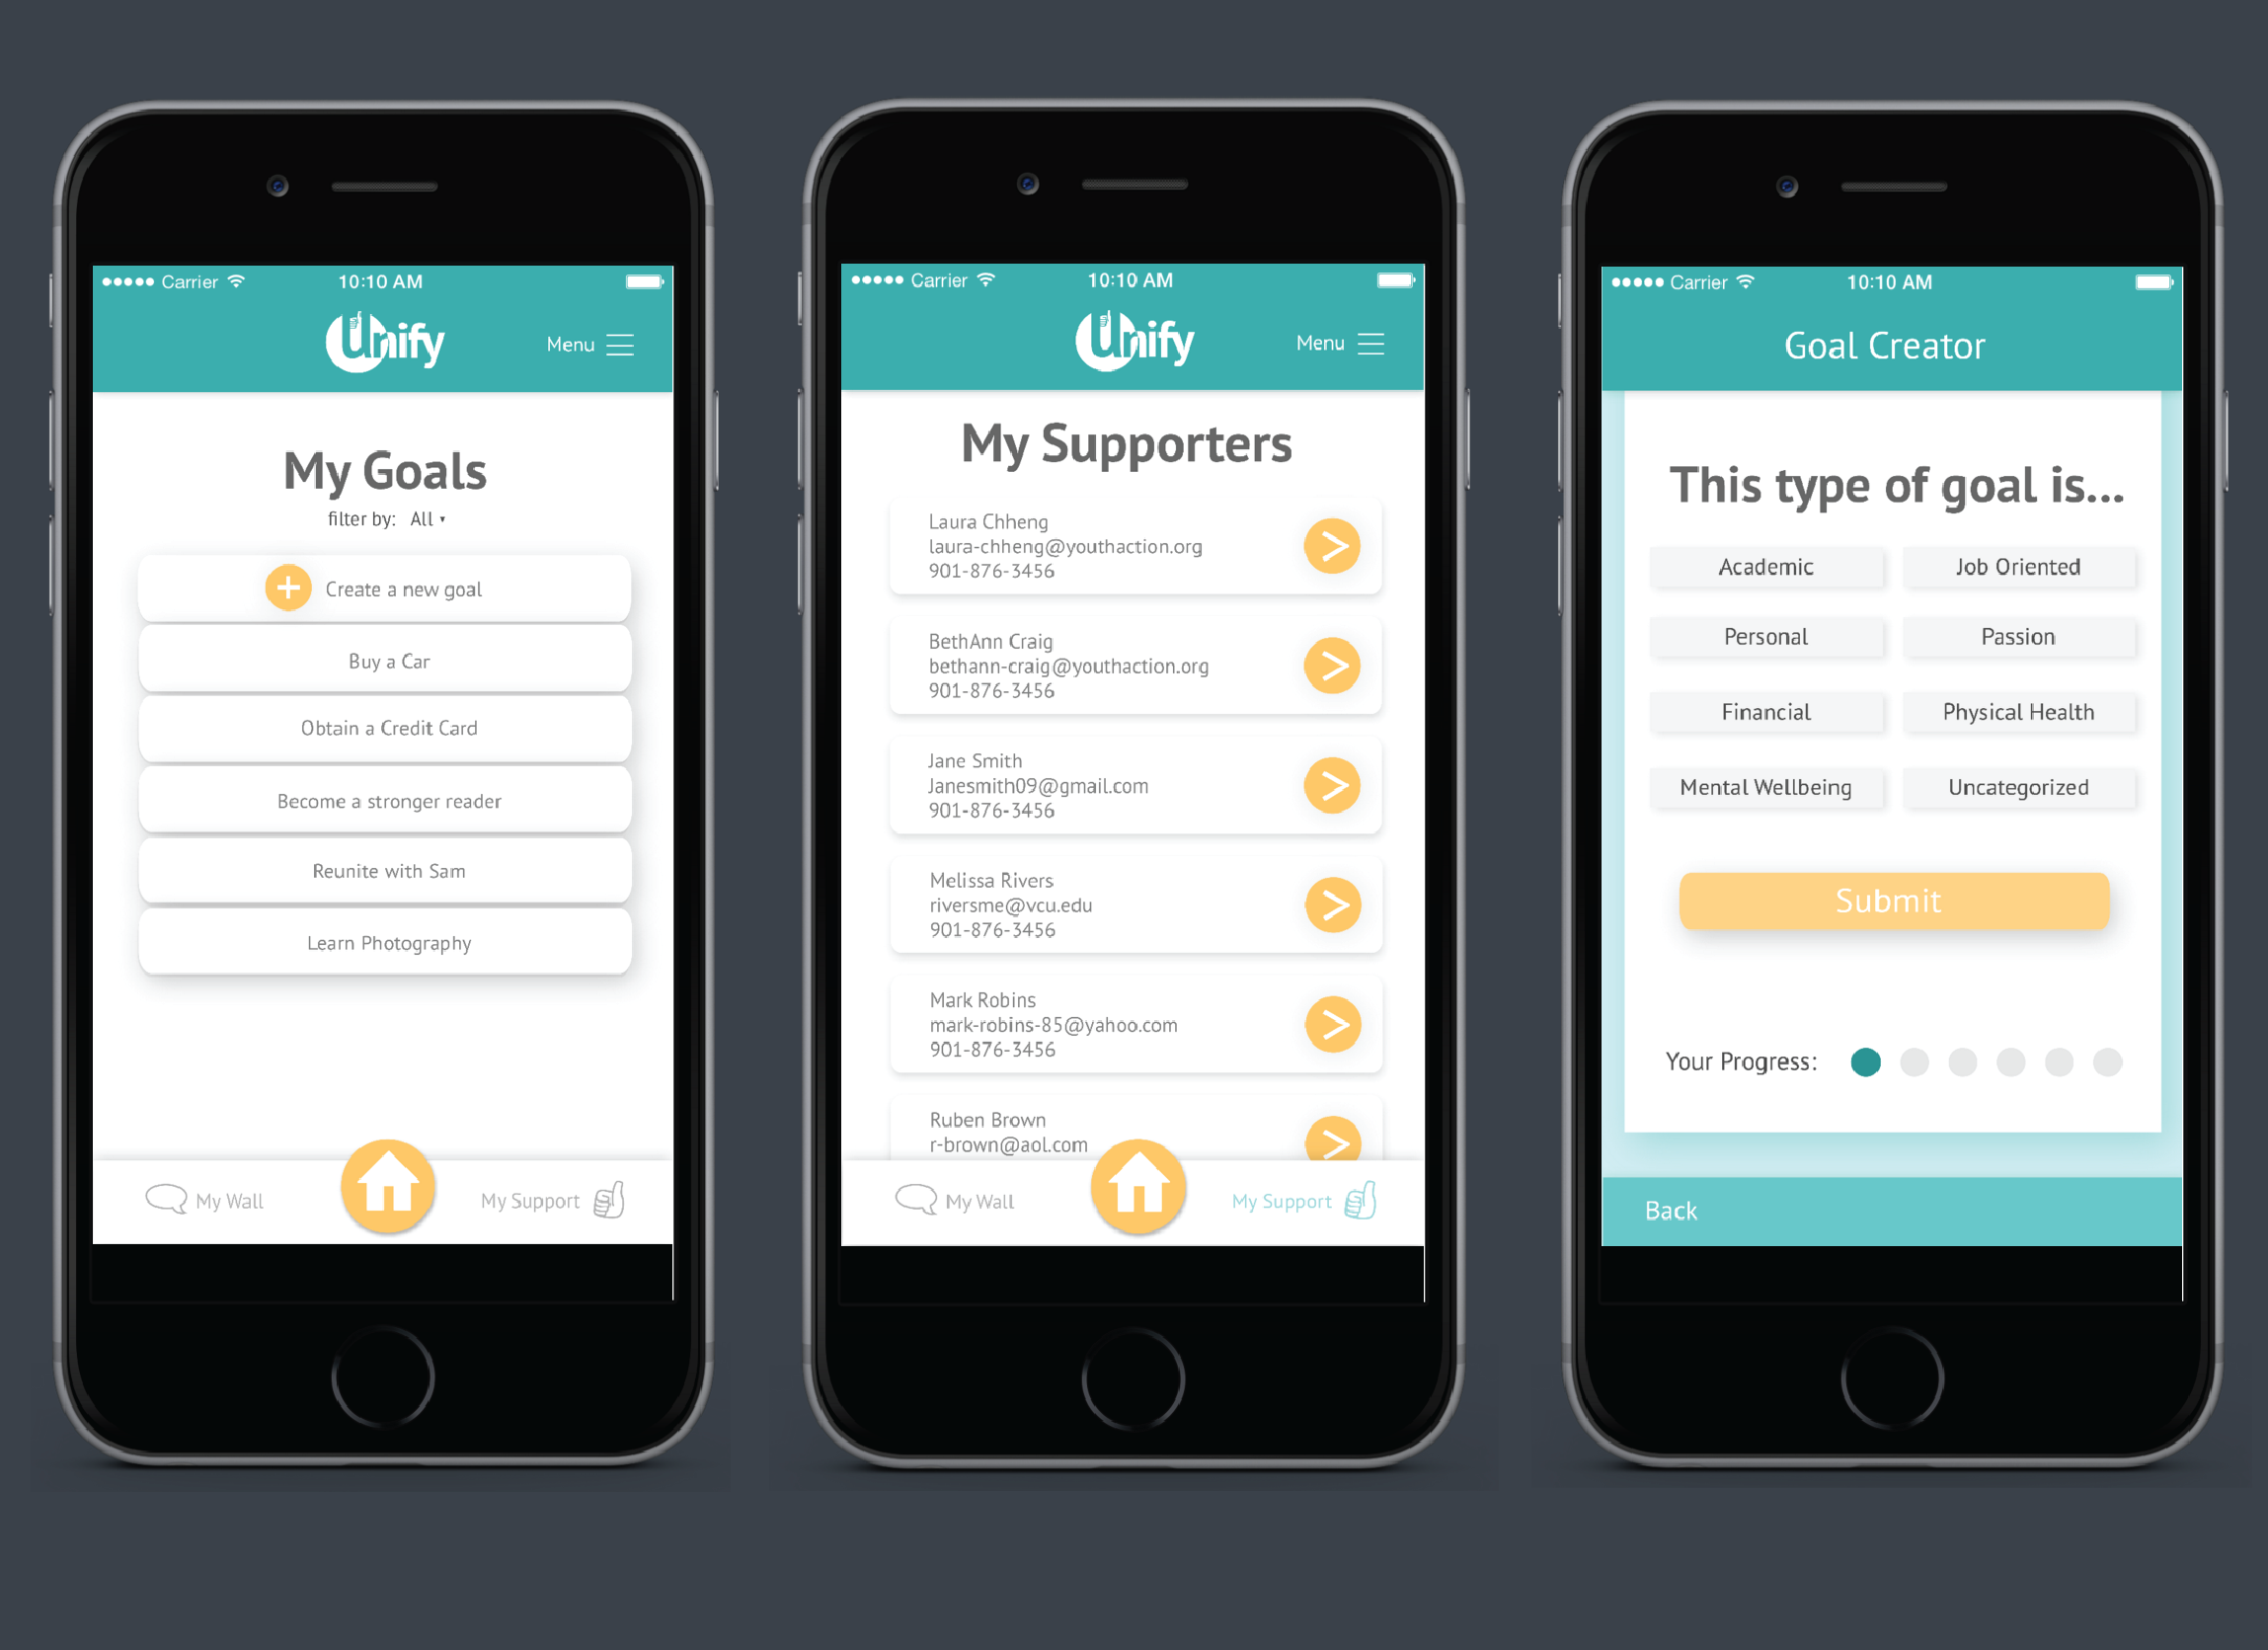 Carrier 10:10 AM
Unify
Menu
My Goals
filter by: All
Create a new goal
Buy a Car
Obtain a Credit Card
Become a stronger reader
Reunite with Sam
Learn Photography
My Wall
My Support
Carrier 10:10 AM
Unify
Menu
My Supporters
Laura Chheng
laura-chheng@youthaction.org
901-876-3456
BethAnn Craig
bethann-craig@youthaction.org
901-876-3456
Jane Smith
Janesmith09@gmail.com
901-876-3456
Melissa Rivers
riversme@vcu.edu
901-876-3456
Mark Robins
mark-robins-85@yahoo.com
901-876-3456
Ruben Brown
r-brown@aol.com
My Wall
My Support
Carrier 10:10 AM
Goal Creator
This type of goal is...
Academic
Job Oriented
Personal
Passion
Financial
Physical Health
Mental Wellbeing
Uncategorized
Submit
Your Progress:
Back